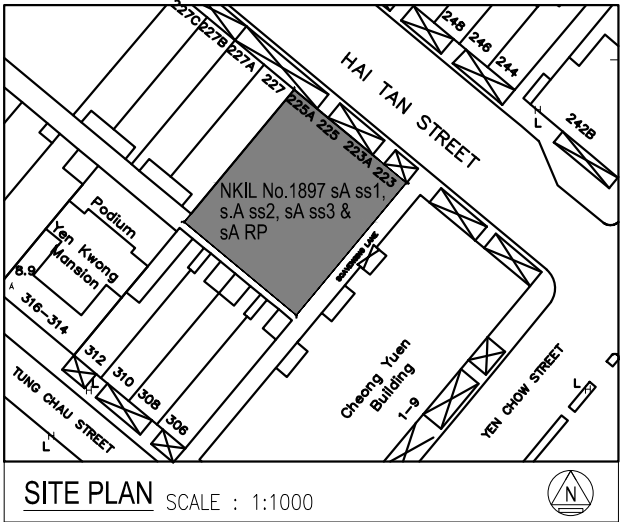 227C
227B
227A
227
225A
225
223A
223
HAI TAN STREET
248
246
244
242B
L
NKIL No.1897 sA ss1,
s.A ss2, sA ss3 &
sA RP
SCAVENGING LANE
Podium
Yen Kwong
Mansion
8.9
316-314
312
310
308
306
L
TUNG CHAU STREET
L
Cheong Yuen
Building
1-9
YEN CHOW STREET
L
SITE PLAN SCALE : 1:1000
N